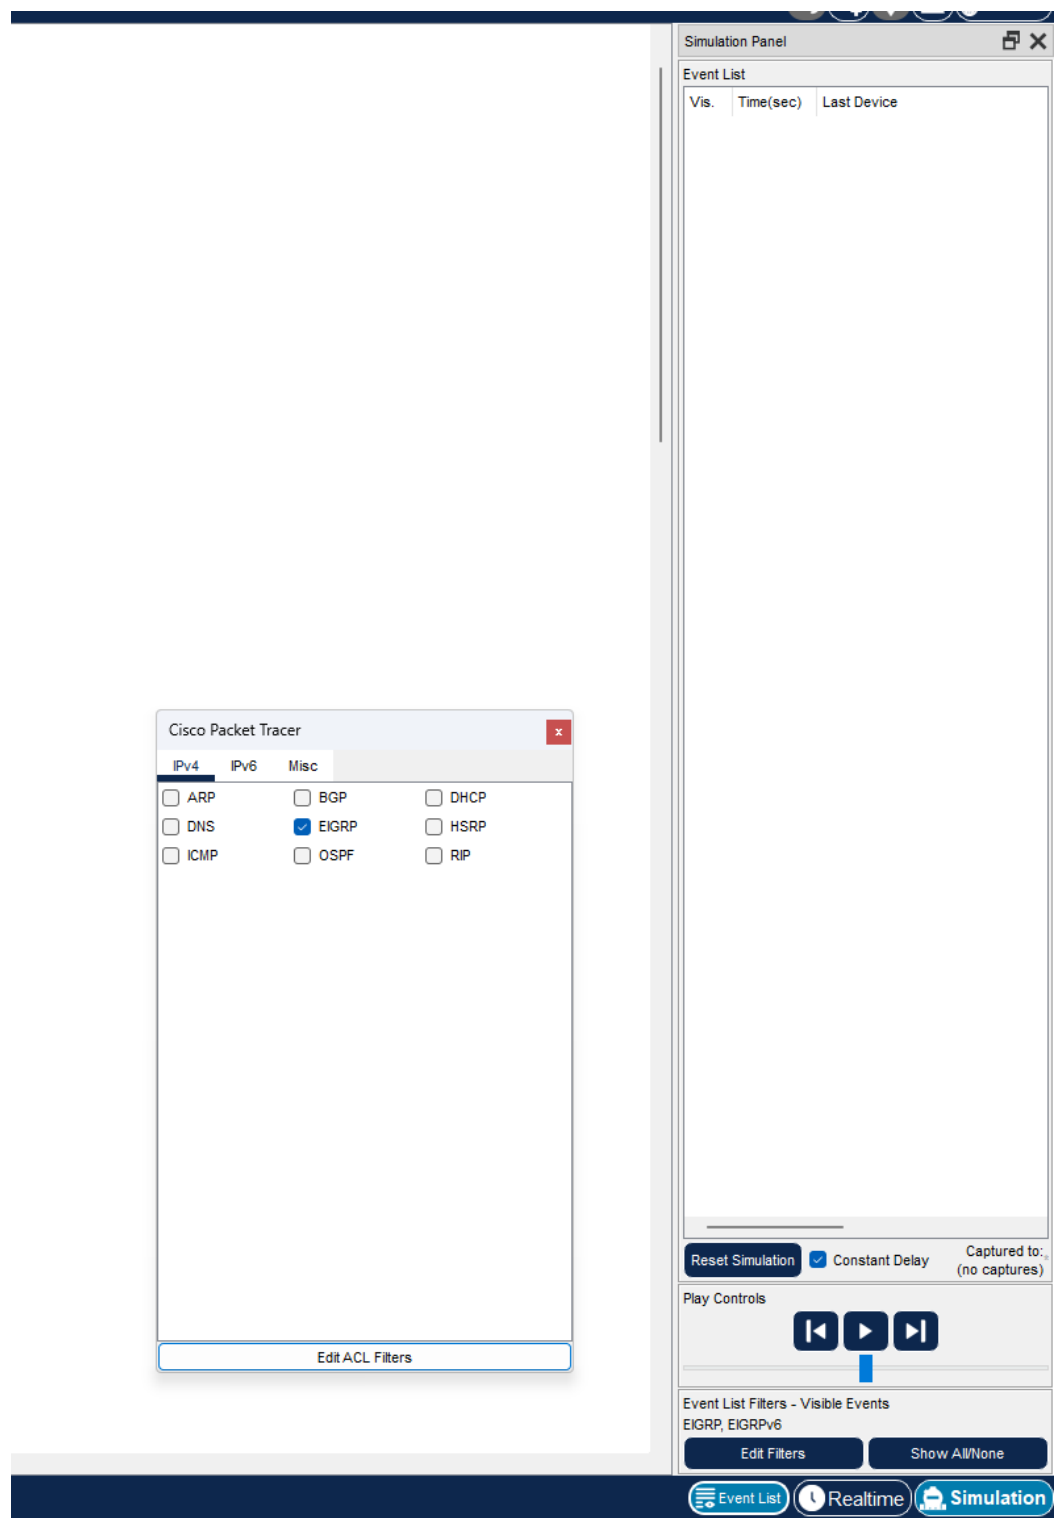 Simulation Panel
Event List
Vis. Time(sec) Last Device
Cisco Packet Tracer
x
IPv4 IPv6 Misc
ARP BGP DHCP
DNS EIGRP HSRP
ICMP OSPF RIP
Edit ACL Filters
Reset Simulation Constant Delay Captured to:
(no captures)
Play Controls
Event List Filters - Visible Events
EIGRP, EIGRPv6
Edit Filters Show All/None
Event List Realtime Simulation